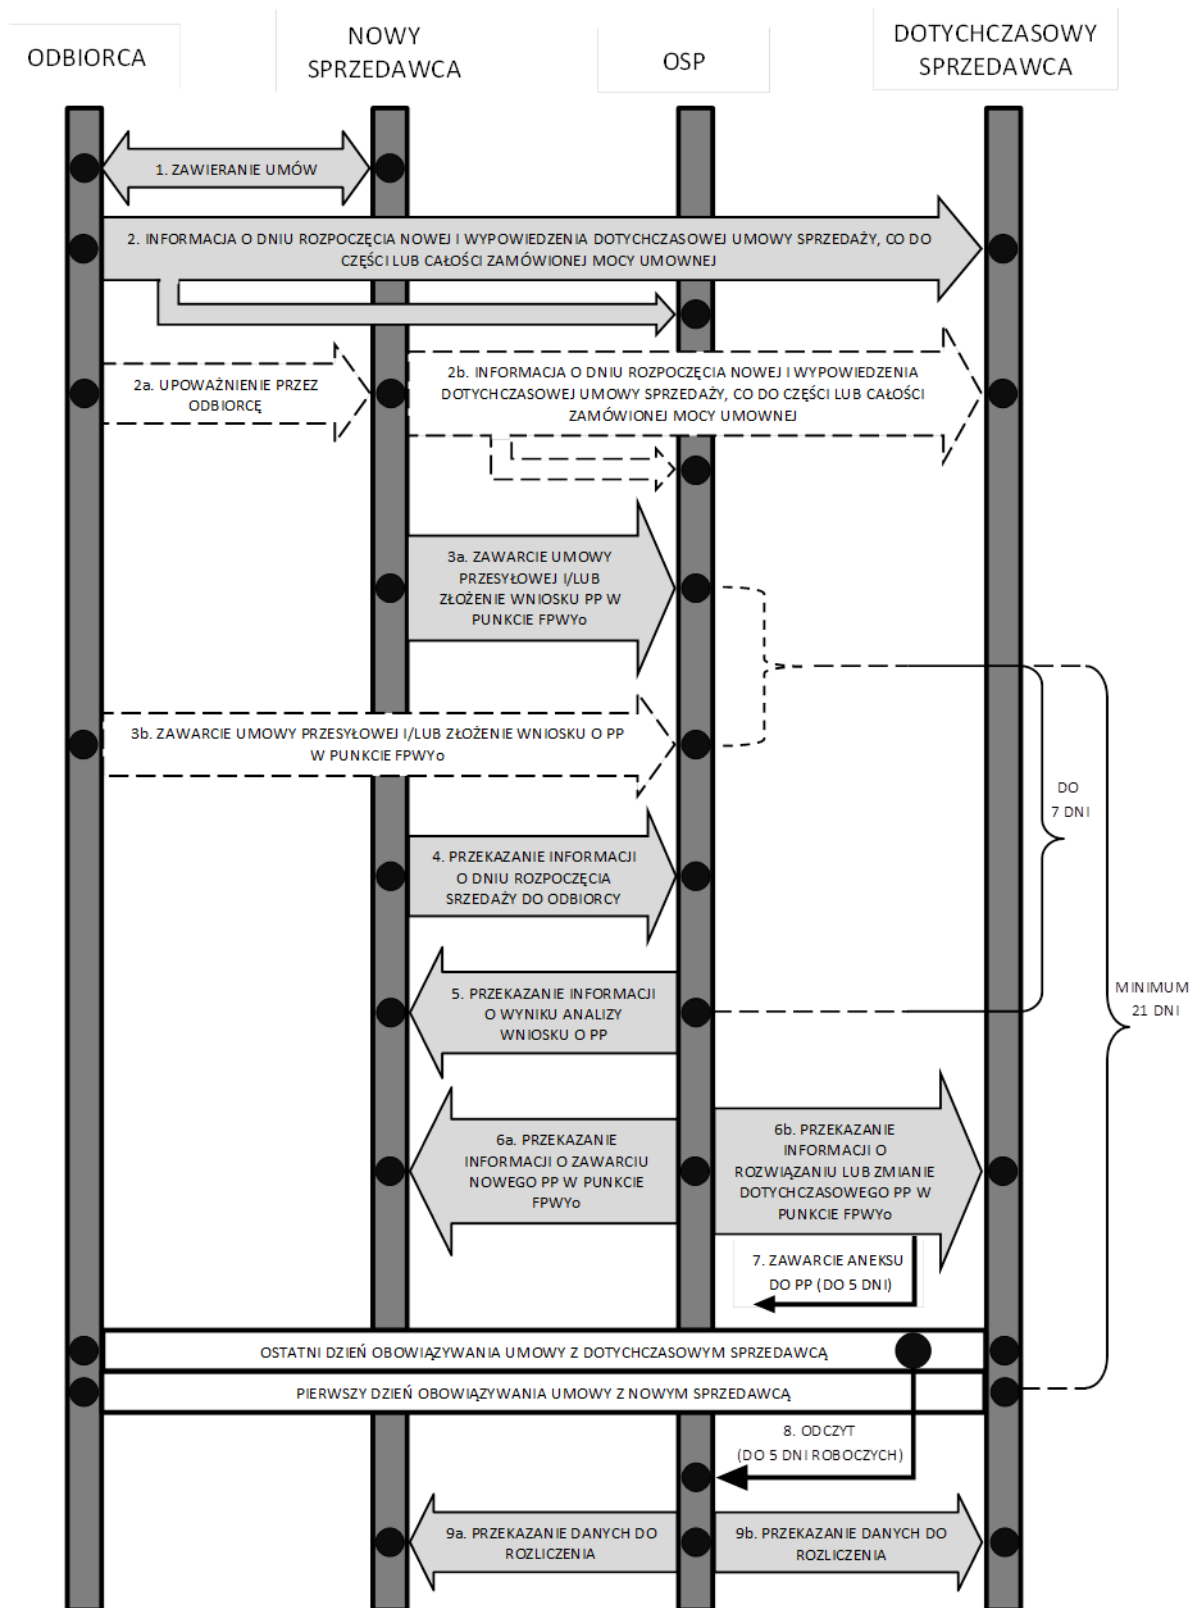 ODBIORCA
NOWY
SPRZEDAWCA
OSP
DOTYCHCZASOWY
SPRZEDAWCA
1. ZAWIERANIE UMÓW
2. INFORMACJA O DNIU ROZPOCZĘCIA NOWEJ I WYPOWIEDZENIA DOTYCHCZASOWEJ UMOWY SPRZEDAŻY, CO DO
CZĘŚCI LUB CAŁOŚCI ZAMÓWIONEJ MOCY UMOWNEJ
2a. UPOWAŻNIENIE PRZEZ
ODBIORCĘ
2b. INFORMACJA O DNIU ROZPOCZĘCIA NOWEJ I WYPOWIEDZENIA
DOTYCHCZASOWEJ UMOWY SPRZEDAŻY, CO DO CZĘŚCI LUB CAŁOŚCI
ZAMÓWIONEJ MOCY UMOWNEJ
3a. ZAWARCIE UMOWY
PRZESYŁOWEJ I/LUB
ZŁOŻENIE WNIOSKU PP W
PUNKCIE FPWYo
3b. ZAWARCIE UMOWY PRZESYŁOWEJ I/LUB ZŁOŻENIE WNIOSKU O PP
W PUNKCIE FPWYo
DO
7 DNI
4. PRZEKAZANIE INFORMACJI
O DNIU ROZPOCZĘCIA
SRZEDAŻY DO ODBIORCY
5. PRZEKAZANIE INFORMACJI
O WYNIKU ANALIZY
WNIOSKU O PP
MINIMUM
21 DNI
6a. PRZEKAZANIE
INFORMACJI O ZAWARCIU
NOWEGO PP W PUNKCIE
FPWYo
6b. PRZEKAZANIE
INFORMACJI O
ROZWIĄZANIU LUB ZMIANIE
DOTYCHCZASOWEGO PP W
PUNKCIE FPWYo
7. ZAWARCIE ANEKSU
DO PP (DO 5 DNI)
OSTATNI DZIEŃ OBOWIĄZYWANIA UMOWY Z DOTYCHCZASOWYM SPRZEDAWCĄ
PIERWSZY DZIEŃ OBOWIĄZYWANIA UMOWY Z NOWYM SPRZEDAWCĄ
8. ODCZYT
(DO 5 DNI ROBOCZYCH)
9a. PRZEKAZANIE DANYCH DO
ROZLICZENIA
9b. PRZEKAZANIE DANYCH DO
ROZLICZENIA